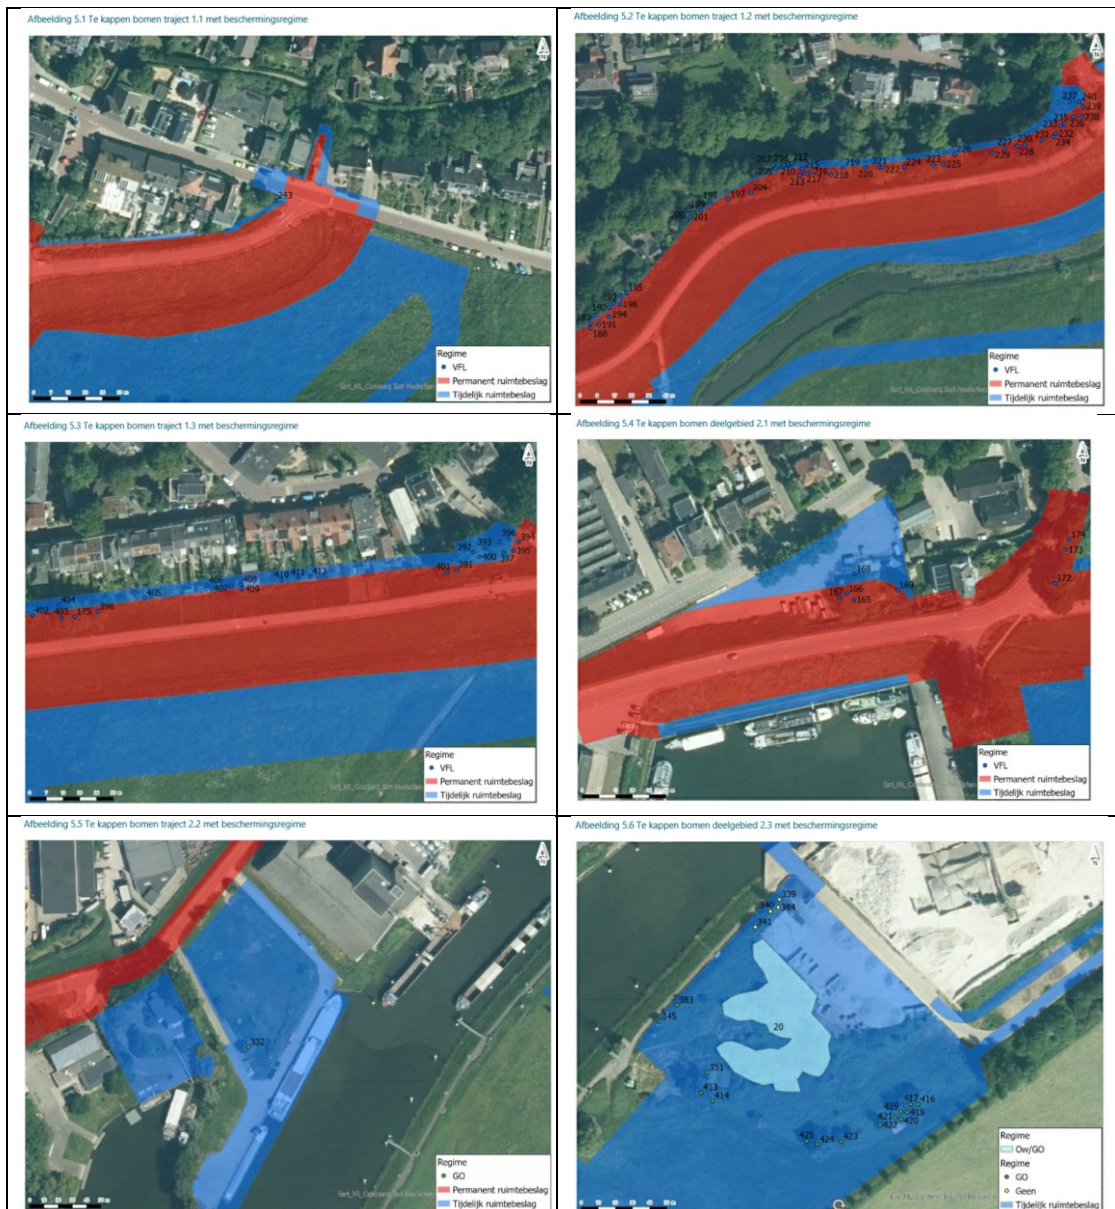 Afbeelding 5.1 Te kappen bomen traject 1.1 met beschermingsregime
243
Regime
VFL
Permanent ruimtebeslag
Tijdelijk ruimtebeslag
Afbeelding 5.2 Te kappen bomen traject 1.2 met beschermingsregime
237 240
239
235 236 238
233
231 232
234
230
227 228
229
226
223
225
224
221
222
220
219
218
215
216
217
213
212
210
207 208
204
197
198
199
200 201
195
196
194
191
188
Regime
VFL
Permanent ruimtebeslag
Tijdelijk ruimtebeslag
Afbeelding 5.3 Te kappen bomen traject 1.3 met beschermingsregime
396
393 394
392
400 395
397
401 391
410 411 412
408
407 409
405
404
402 403 175 398
Regime
VFL
Permanent ruimtebeslag
Tijdelijk ruimtebeslag
Afbeelding 5.4 Te kappen bomen deelgebied 2.1 met beschermingsregime
174
173
172
168
169
167 166
165
Regime
VFL
Permanent ruimtebeslag
Tijdelijk ruimtebeslag
Afbeelding 5.5 Te kappen bomen traject 2.2 met beschermingsregime
332
Regime
GO
Permanent ruimtebeslag
Tijdelijk ruimtebeslag
Afbeelding 5.6 Te kappen bomen deelgebied 2.3 met beschermingsregime
339
340 384
341
383
345
20
351
413
414
417 416
419 418
421 420
422
425 424 423
Regime
Ow/GO
Regime
GO
Geen
Tijdelijk ruimtebeslag